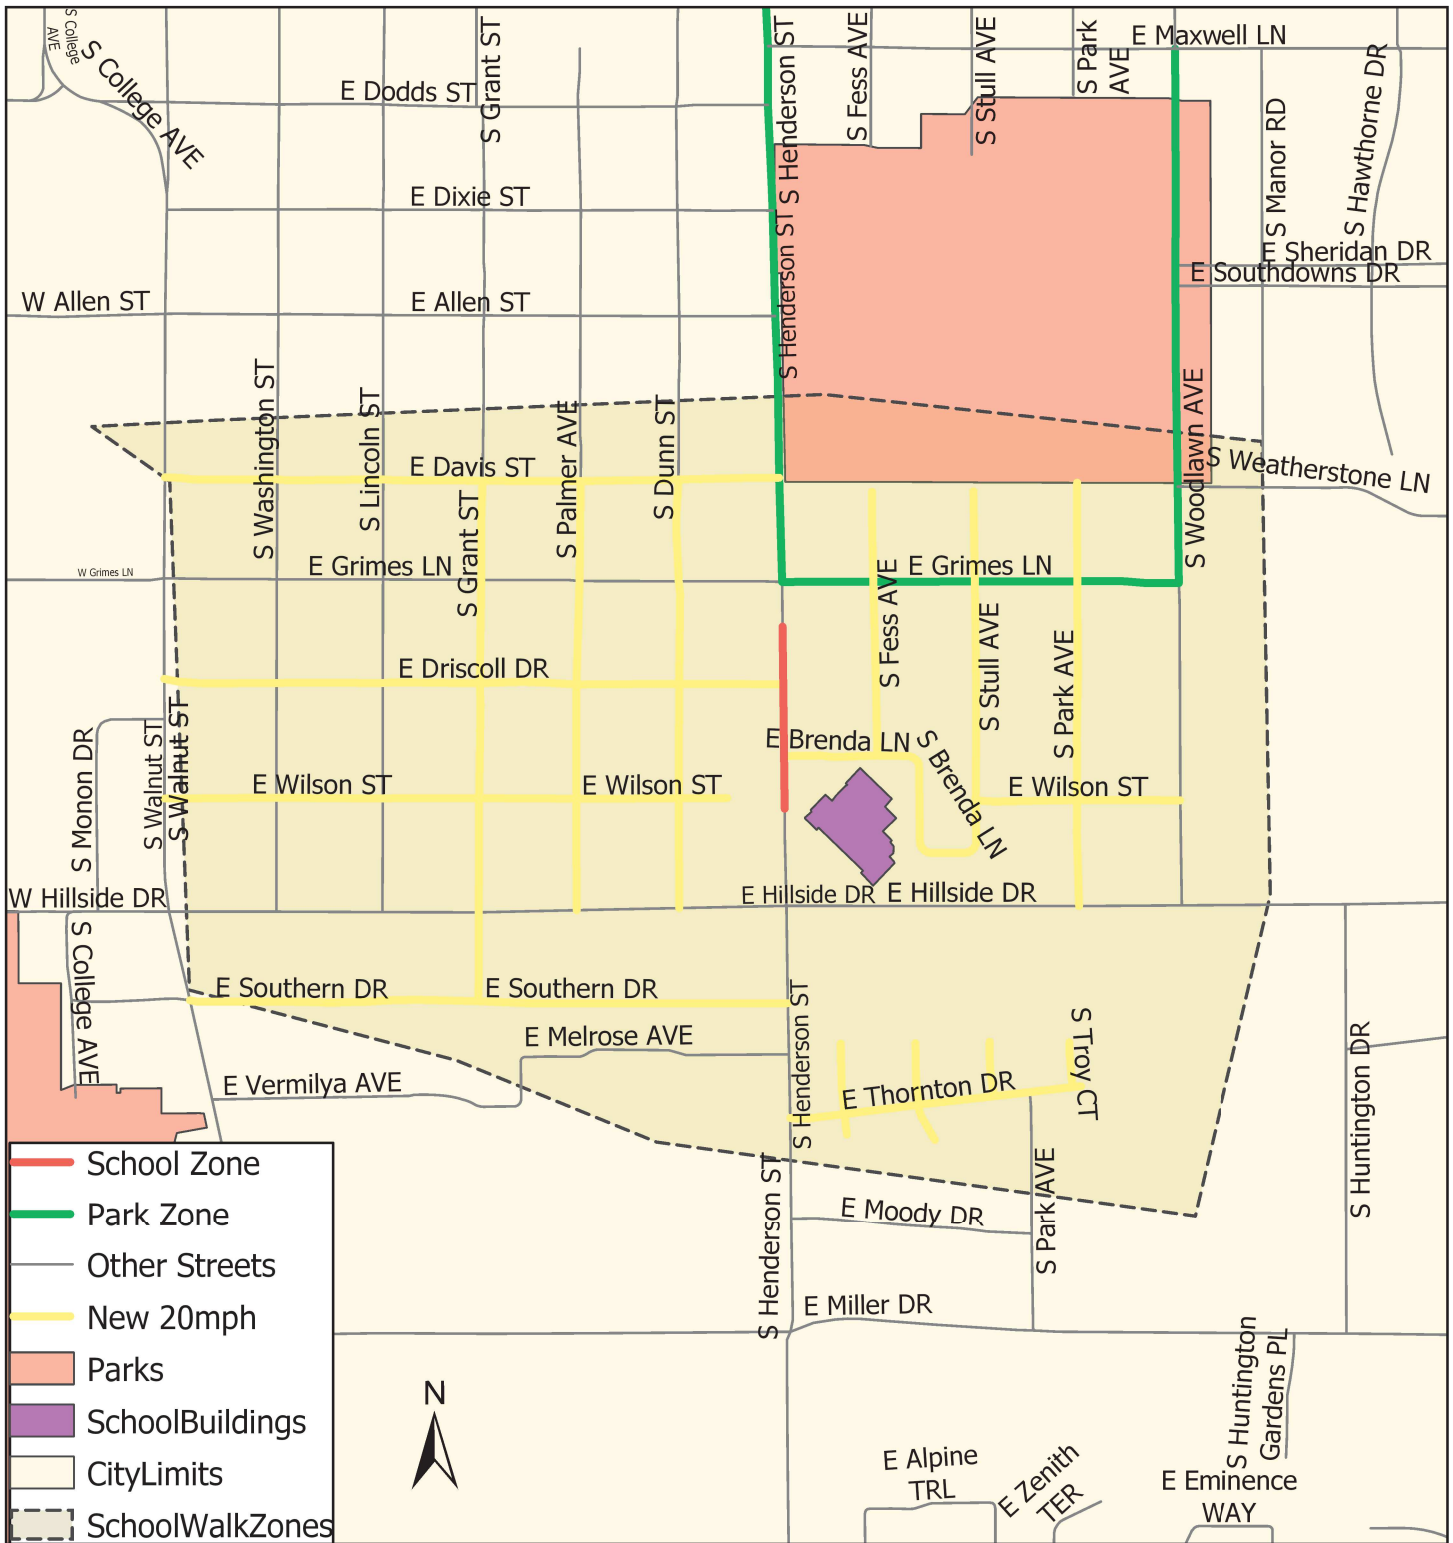 S College
AVE
S College AVE
E Dodds ST
S Grant ST
S Henderson ST
S Fess AVE
S Stull AVE
S Park
AVE
E Maxwell LN
S Hawthorne DR
S Manor RD
E Dixie ST
S Henderson ST
E Sheridan DR
E Southdowns DR
W Allen ST
E Allen ST
S Henderson ST
S Washington ST
S Lincoln ST
S Palmer AVE
S Dunn ST
S Woodlawn AVE
E Davis ST
S Weatherstone LN
S Grant ST
W Grimes LN
E Grimes LN
E Grimes LN
S Fess AVE
S Stull AVE
S Park AVE
E Driscoll DR
S Monon DR
S Walnut ST
S Walnut ST
E Brenda LN
S Brenda LN
E Wilson ST
E Wilson ST
E Wilson ST
W Hillside DR
E Hillside DR
E Hillside DR
S College AVE
E Southern DR
E Southern DR
S Henderson ST
E Melrose AVE
S Troy CT
E Vermilya AVE
E Thornton DR
S Huntington DR
S Henderson ST
S Park AVE
E Moody DR
E Miller DR
S Huntington
Gardens PL
School Zone
Park Zone
Other Streets
New 20mph
Parks
SchoolBuildings
CityLimits
SchoolWalkZones
N
E Alpine
TRL
E Zenith
TER
E Eminence
WAY